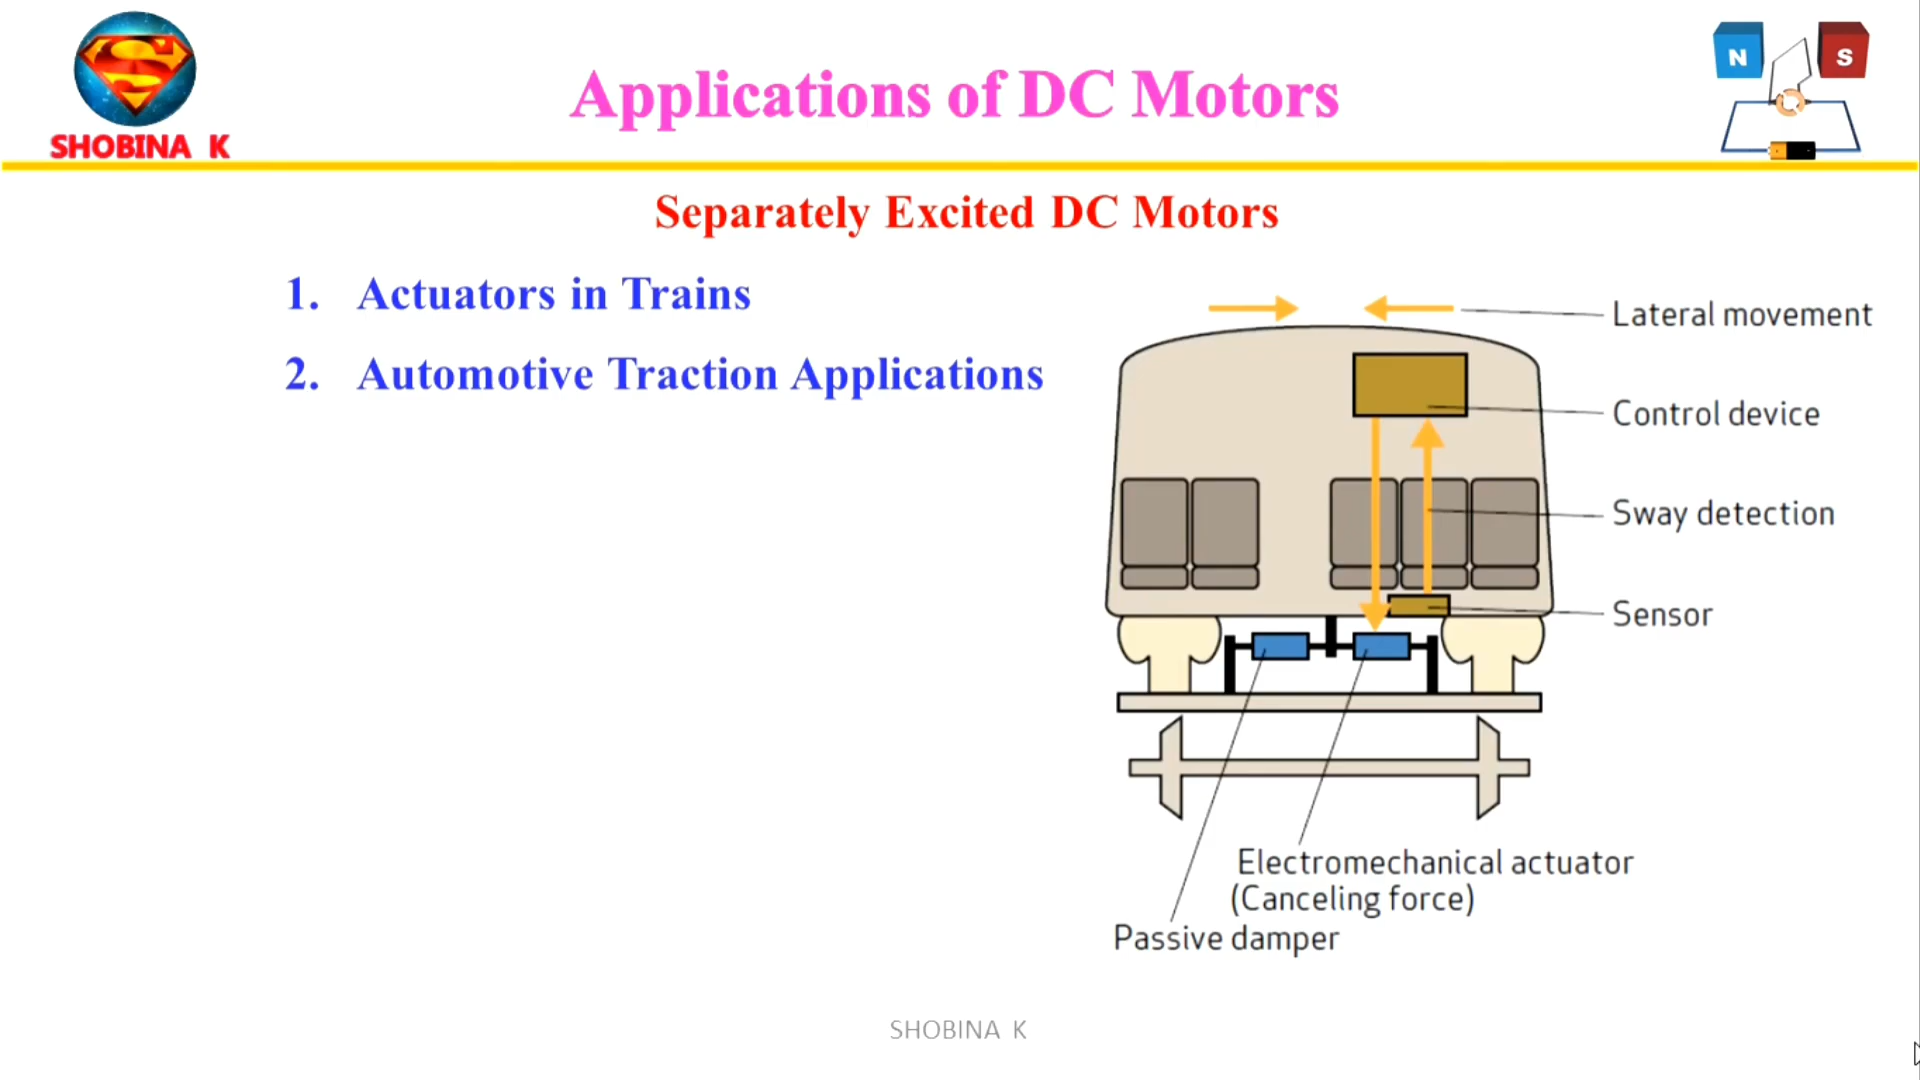 SHOBINA K
Applications of DC Motors
N
S
Separately Excited DC Motors
1. Actuators in Trains
2. Automotive Traction Applications
Lateral movement
Control device
Sway detection
Sensor
Electromechanical actuator
(Canceling force)
Passive damper
SHOBINA K